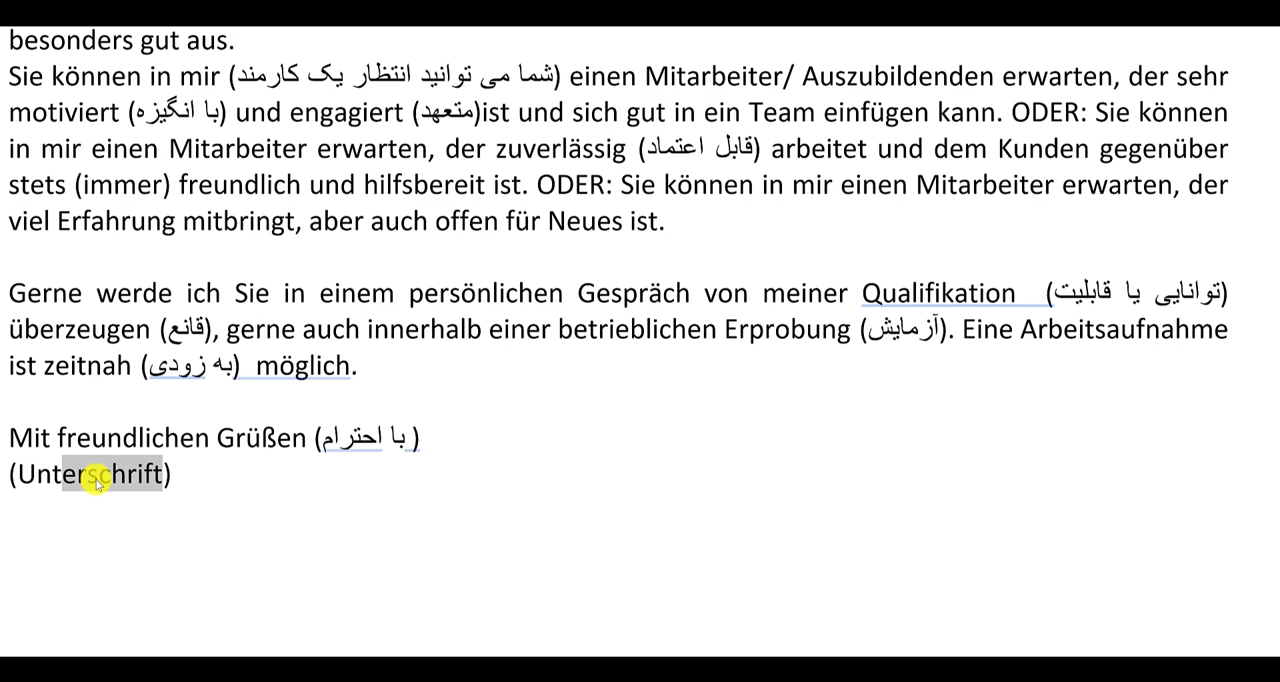 besonders gut aus.
Sie können in mir (شما می توانید انتظار یک کارمند) einen Mitarbeiter/ Auszubildenden erwarten, der sehr
motiviert (با انگیزه) und engagiert (متعهد)ist und sich gut in ein Team einfügen kann. ODER: Sie können
in mir einen Mitarbeiter erwarten, der zuverlässig (قابل اعتماد) arbeitet und dem Kunden gegenüber
stets (immer) freundlich und hilfsbereit ist. ODER: Sie können in mir einen Mitarbeiter erwarten, der
viel Erfahrung mitbringt, aber auch offen für Neues ist.
Gerne werde ich Sie in einem persönlichen Gespräch von meiner Qualifikation (توانایی یا قابلیت)
überzeugen (قانع), gerne auch innerhalb einer betrieblichen Erprobung (آزمایش). Eine Arbeitsaufnahme
ist zeitnah (به زودی) möglich.
Mit freundlichen Grüßen (با احترام)
(Unterschrift)